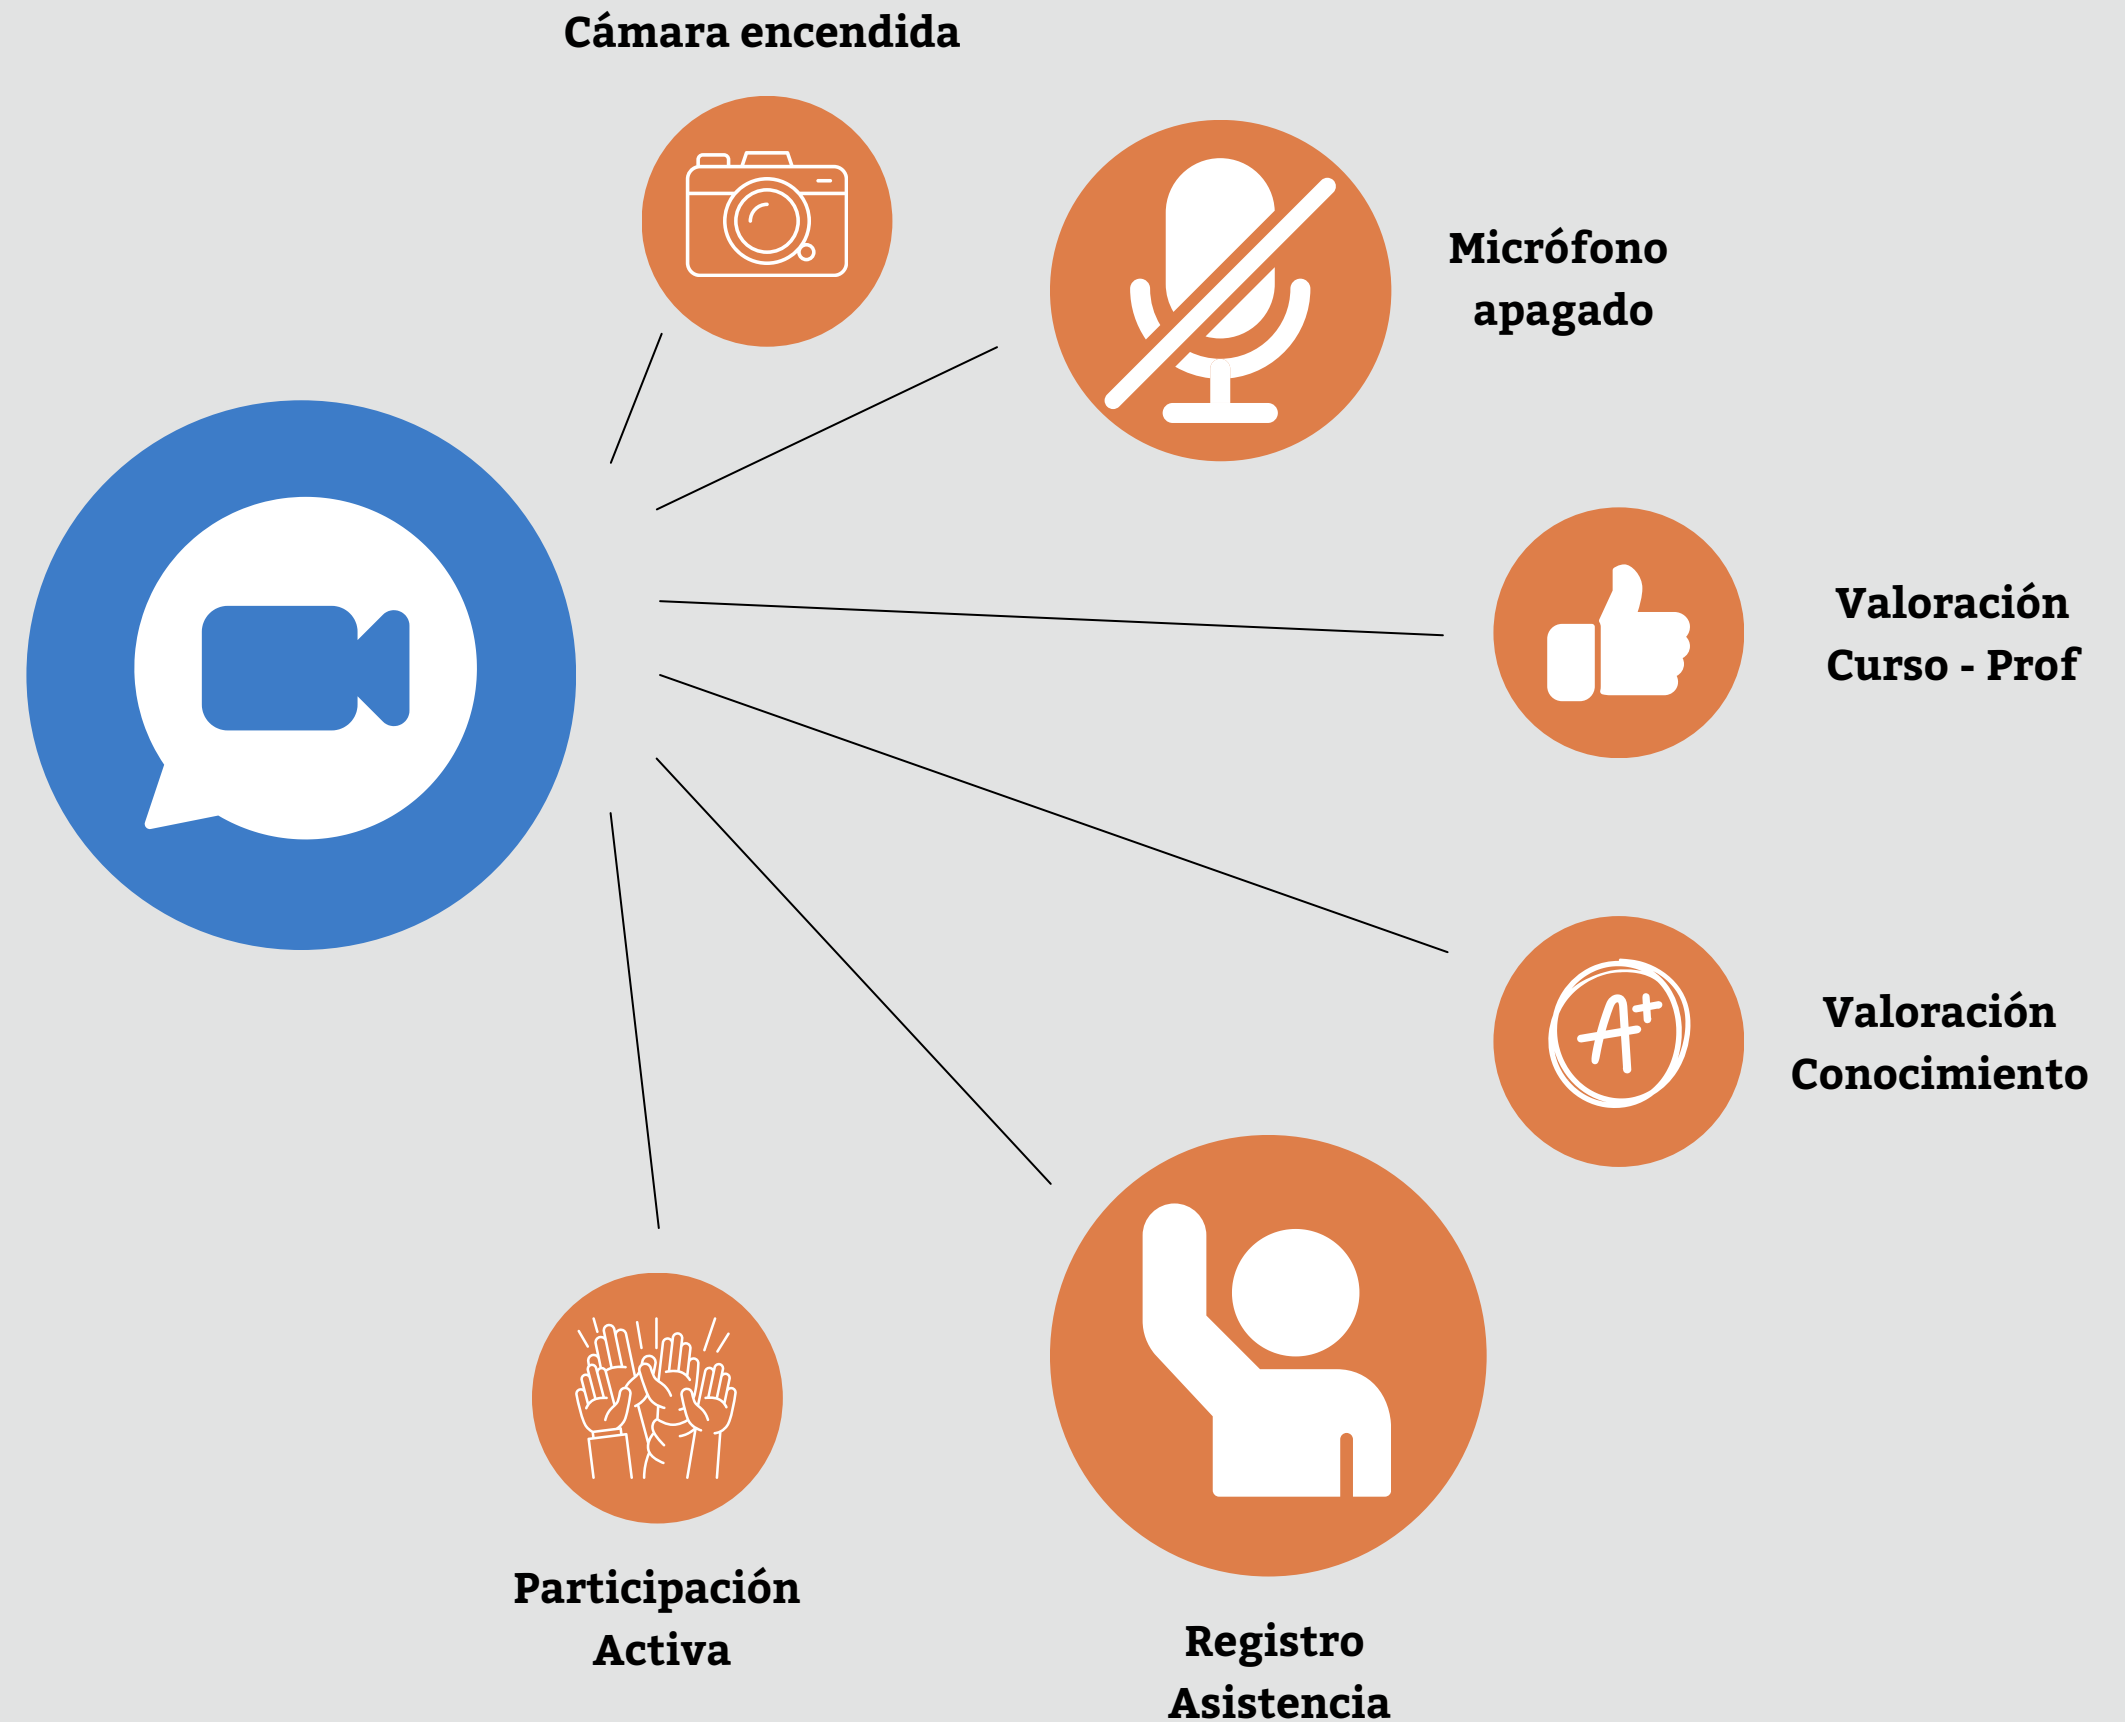 Cámara encendida
Micrófono
apagado
Valoración
Curso - Prof
A+
Valoración
Conocimiento
Participación
Activa
Registro
Asistencia